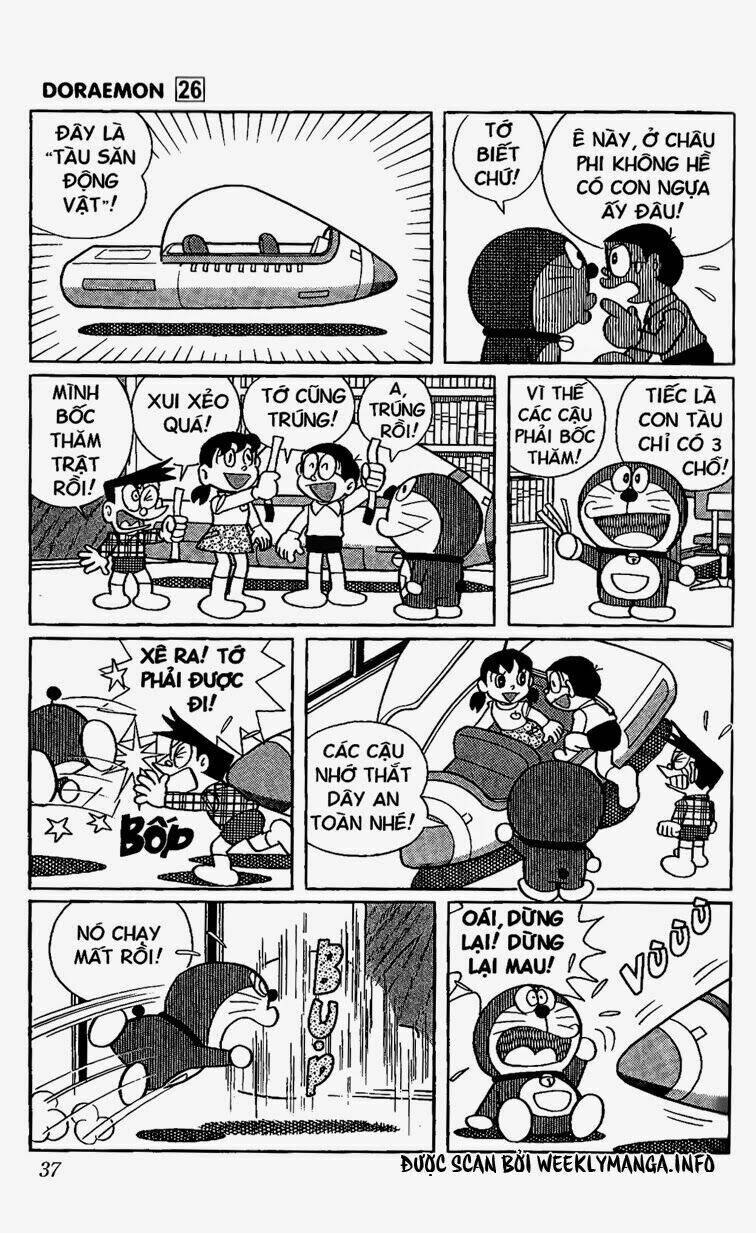 DORAEMON 26
Ê NÀY, Ở CHÂU
PHI KHÔNG HỀ
CÓ CON NGỰA
ẤY ĐÂU!
TỚ
BIẾT
CHỨ!
ĐÂY LÀ
"TÀU SĂN
ĐỘNG
VẬT"!
TIẾC LÀ
CON TÀU
CHỈ CÓ 3
CHỖ!
VÌ THẾ
CÁC CẬU
PHẢI BỐC
THĂM!
A,
TRÚNG
RỒI!
TỚ CŨNG
TRÚNG!
XUI XẺO
QUÁ!
MÌNH
BỐC
THĂM
TRẬT
RỒI!
CÁC CẬU
NHỚ THẮT
DÂY AN
TOÀN NHÉ!
XÊ RA! TỚ
PHẢI ĐƯỢC
ĐI!
BỐP
OÁI, DỪNG
LẠI! DỪNG
LẠI MAU!
VÙÙÙ
NÓ CHẠY
MẤT RỒI!
BỤP
37
ĐƯỢC SCAN BỞI WEEKLYMANGA.INFO